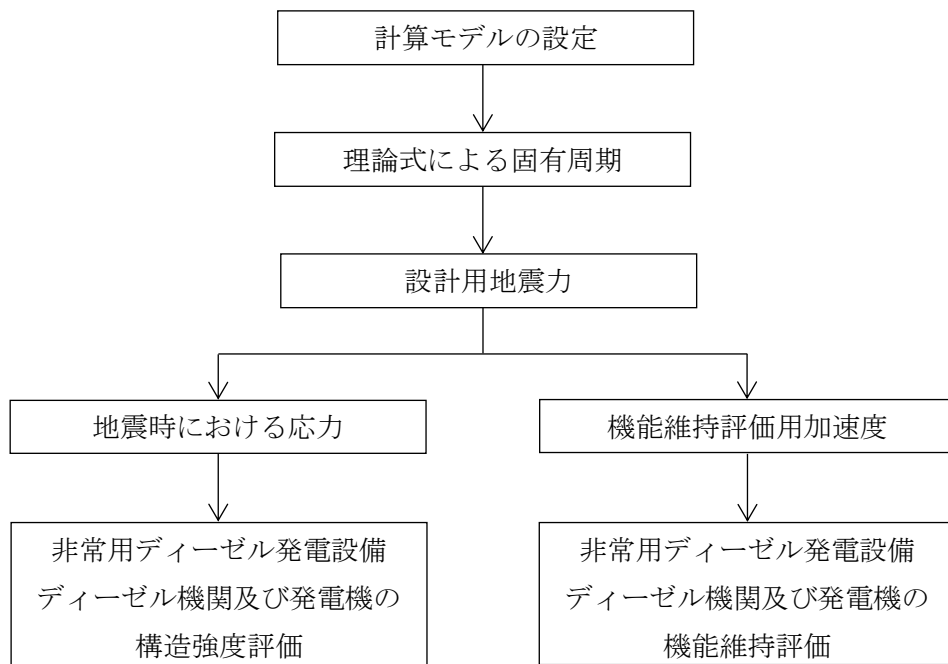 計算モデルの設定
理論式による固有周期
設計用地震力
地震時における応力
機能維持評価用加速度
非常用ディーゼル発電設備
ディーゼル機関及び発電機の
構造強度評価
非常用ディーゼル発電設備
ディーゼル機関及び発電機の
機能維持評価